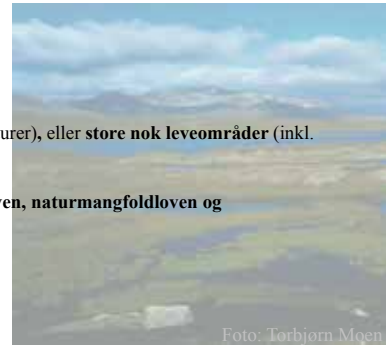 urer), eller store nok leveområder (inkl.
ven, naturmangfoldloven og
Foto: Torbjørn Moen